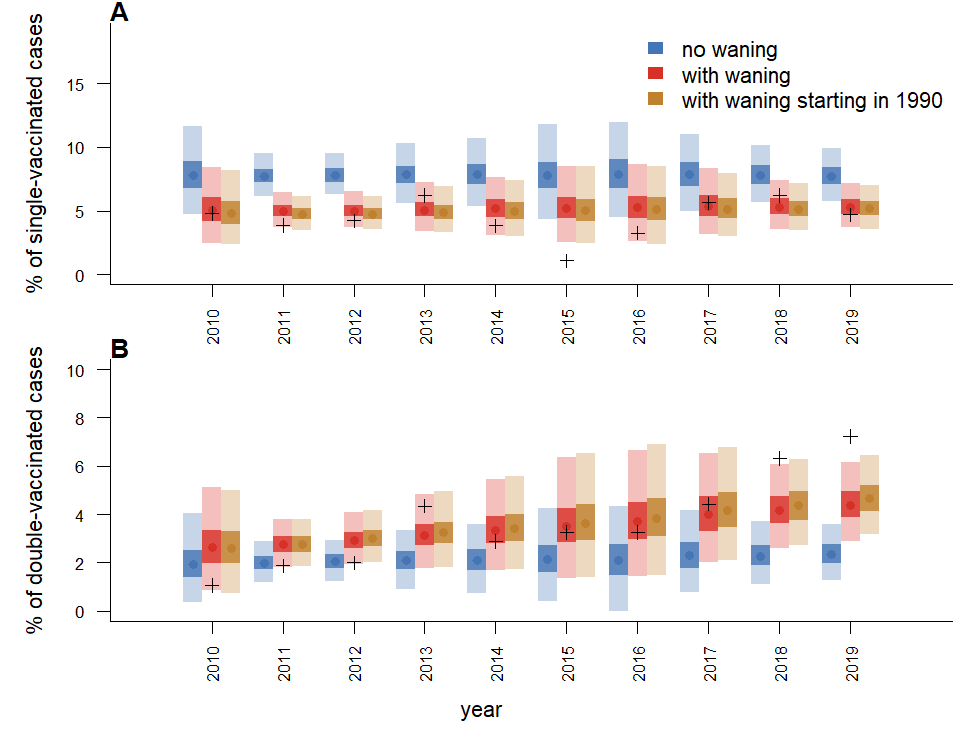 A
% of single-vaccinated cases
no waning
with waning
with waning starting in 1990
15
10
5
0
2010 2011 2012 2013 2014 2015 2016 2017 2018 2019
B
% of double-vaccinated cases
10
8
6
4
2
0
2010 2011 2012 2013 2014 2015 2016 2017 2018 2019
year